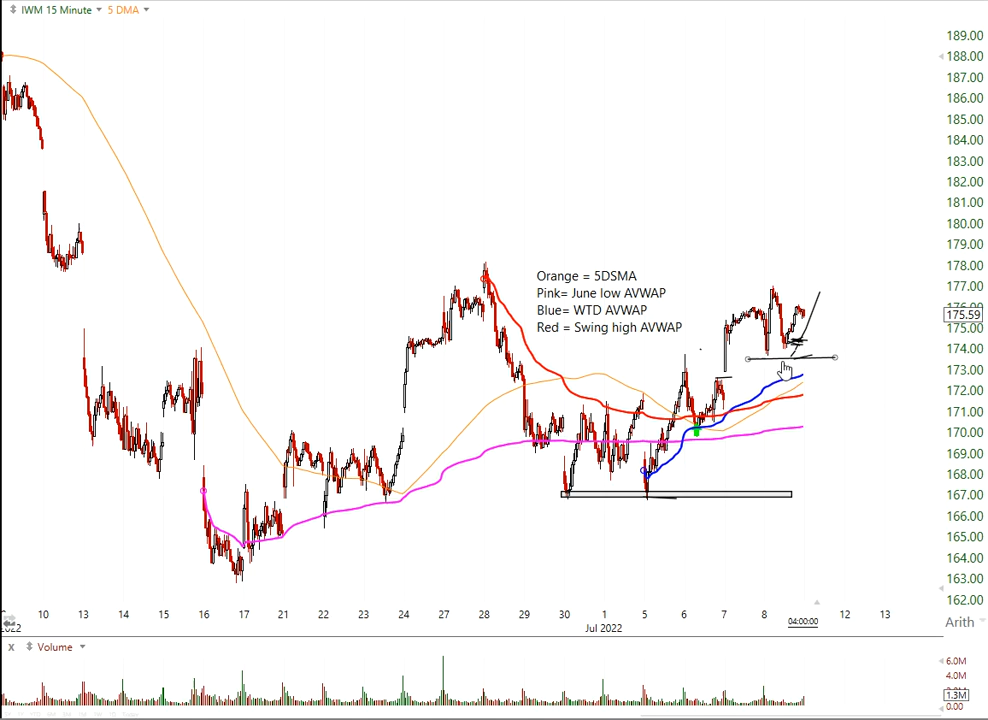 IWM 15 Minute 5 DMA
189.00
188.00
187.00
186.00
185.00
184.00
183.00
182.00
181.00
180.00
179.00
178.00
177.00
176.00
175.59
175.00
174.00
173.00
172.00
171.00
170.00
169.00
168.00
167.00
166.00
165.00
164.00
163.00
162.00
Orange = 5DSMA
Pink= June low AVWAP
Blue= WTD AVWAP
Red = Swing high AVWAP
10 13 14 15 16 17 21 22 23 24 27 28 29 30 1 5 6 7 8 04:00:00 12 13
2022 Jul 2022 Arith
X Volume
6.0M
4.0M
1.3M
0.00